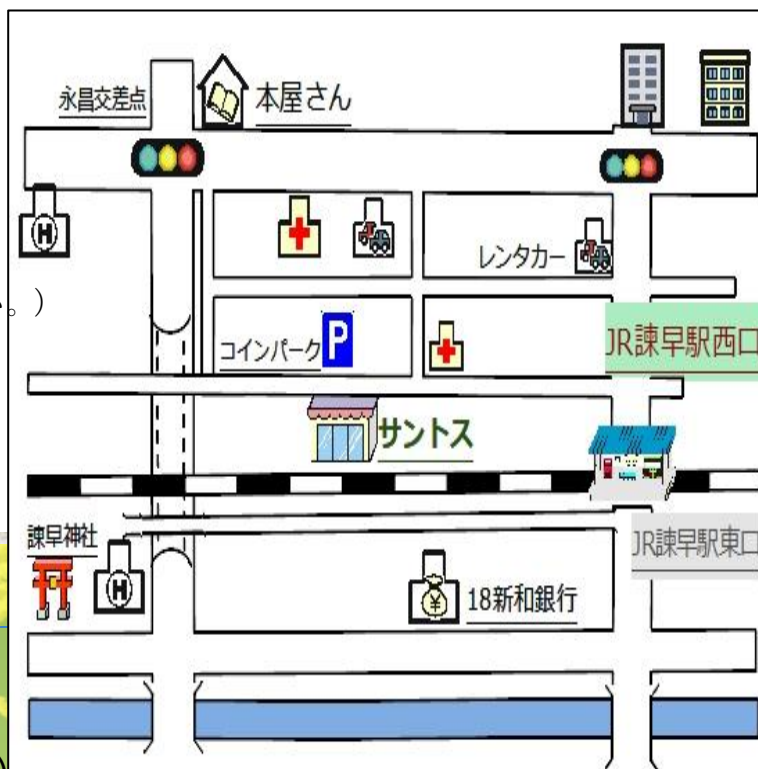 永昌交差点
本屋さん
H
レンタカー
。)
コインパーク P
JR諫早駅西口
サントス
諫早神社
JR諫早駅東口
H
¥
18新和銀行
)